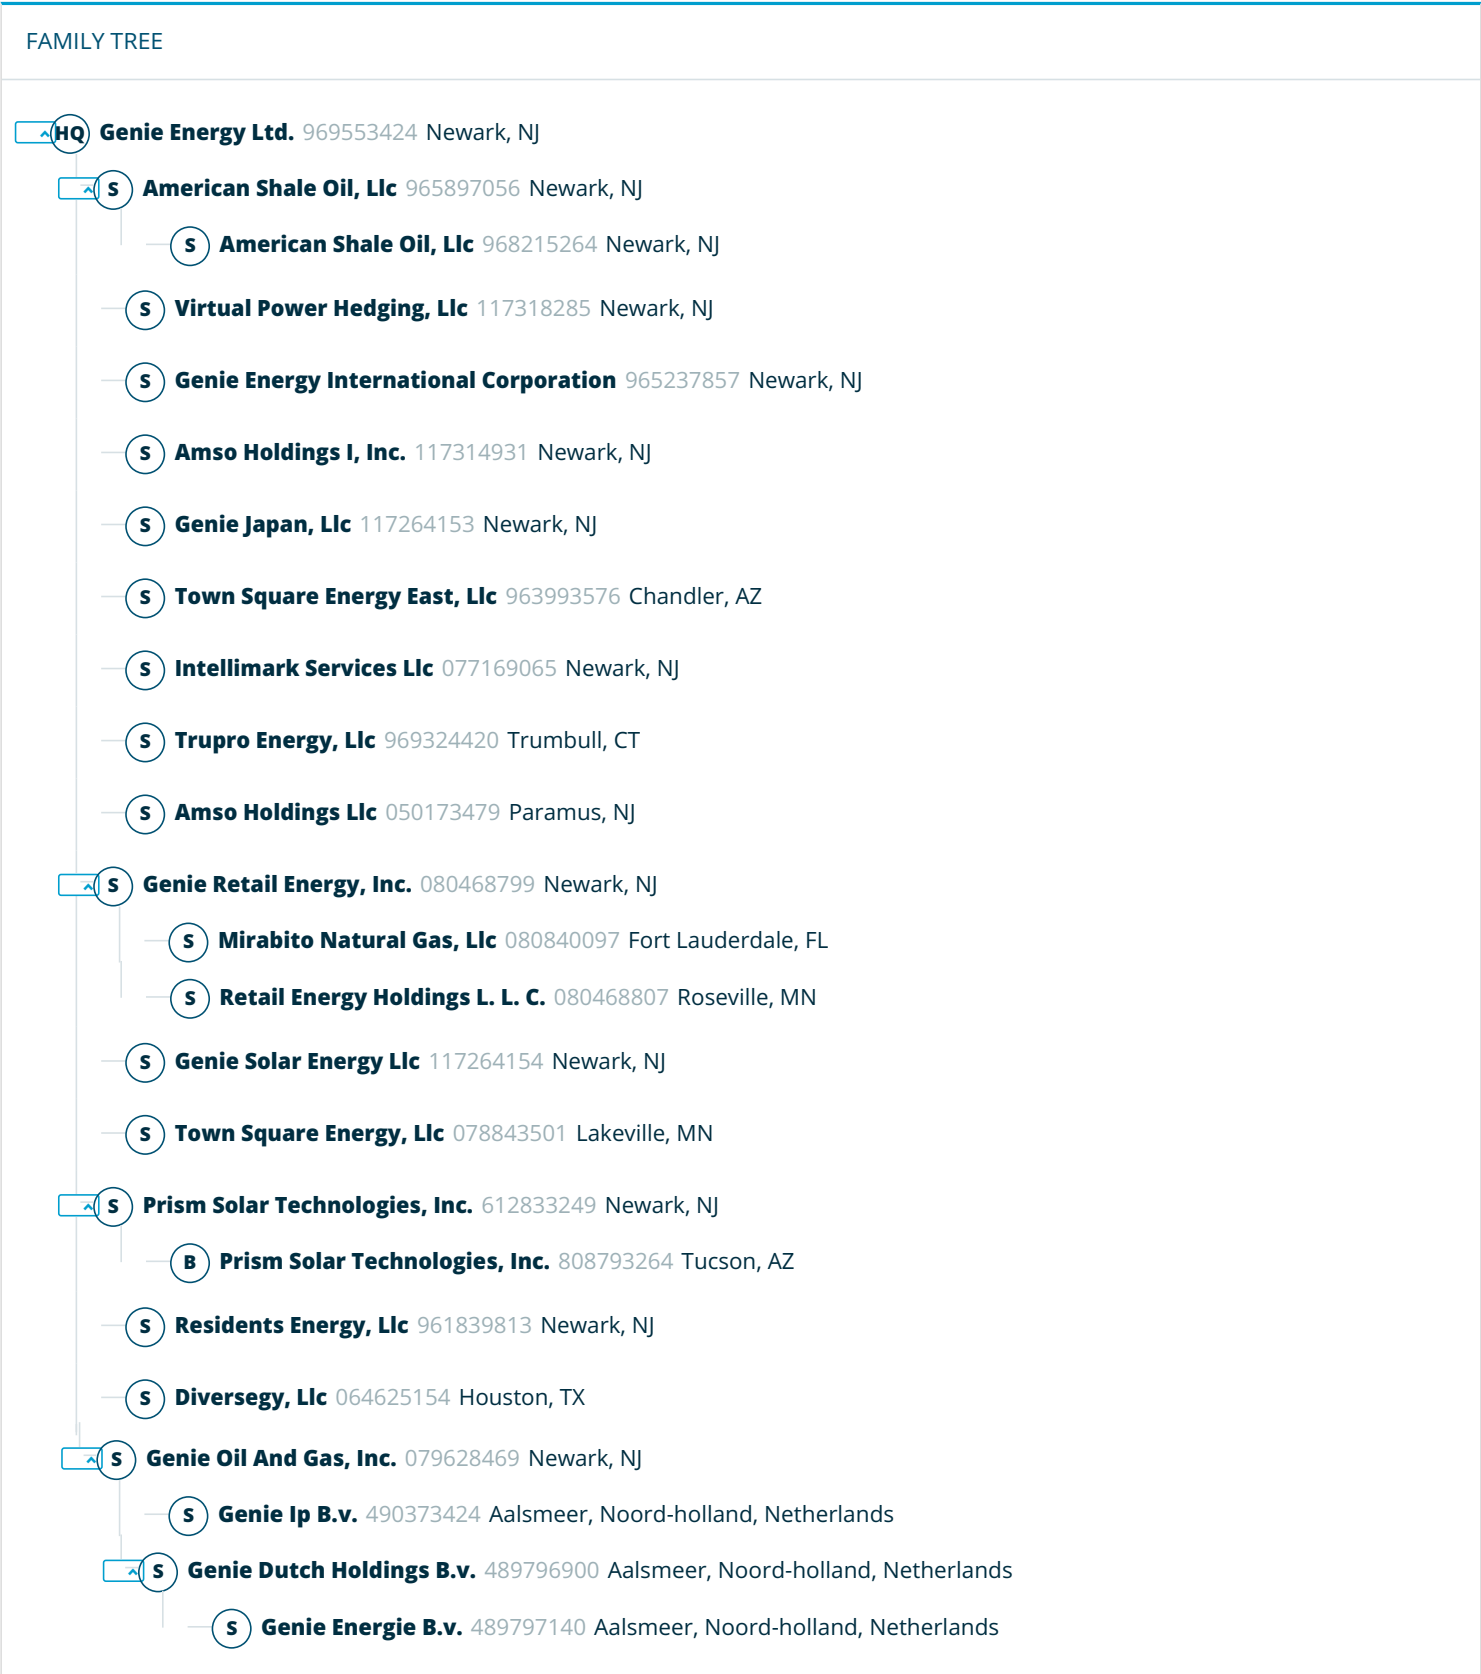 FAMILY TREE
HQ Genie Energy Ltd. 969553424 Newark, NJ
S American Shale Oil, Llc 965897056 Newark, NJ
S American Shale Oil, Llc 968215264 Newark, NJ
S Virtual Power Hedging, Llc 117318285 Newark, NJ
S Genie Energy International Corporation 965237857 Newark, NJ
S Amso Holdings I, Inc. 117314931 Newark, NJ
S Genie Japan, Llc 117264153 Newark, NJ
S Town Square Energy East, Llc 963993576 Chandler, AZ
S Intellimark Services Llc 077169065 Newark, NJ
S Trupro Energy, Llc 969324420 Trumbull, CT
S Amso Holdings Llc 050173479 Paramus, NJ
S Genie Retail Energy, Inc. 080468799 Newark, NJ
S Mirabito Natural Gas, Llc 080840097 Fort Lauderdale, FL
S Retail Energy Holdings L. L. C. 080468807 Roseville, MN
S Genie Solar Energy Llc 117264154 Newark, NJ
S Town Square Energy, Llc 078843501 Lakeville, MN
S Prism Solar Technologies, Inc. 612833249 Newark, NJ
B Prism Solar Technologies, Inc. 808793264 Tucson, AZ
S Residents Energy, Llc 961839813 Newark, NJ
S Diversegy, Llc 064625154 Houston, TX
S Genie Oil And Gas, Inc. 079628469 Newark, NJ
S Genie Ip B.v. 490373424 Aalsmeer, Noord-holland, Netherlands
S Genie Dutch Holdings B.v. 489796900 Aalsmeer, Noord-holland, Netherlands
S Genie Energie B.v. 489797140 Aalsmeer, Noord-holland, Netherlands